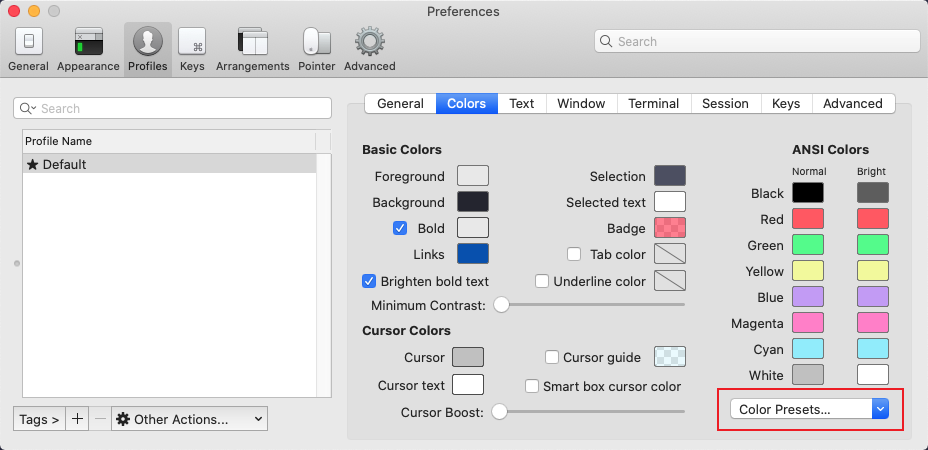 Preferences
General Appearance Profiles Keys Arrangements Pointer Advanced
Search
Search
Profile Name
★ Default
Tags > + — Other Actions...
General Colors Text Window Terminal Session Keys Advanced
Basic Colors
Foreground Selection
Background Selected text
Bold Badge
Links Tab color
Brighten bold text Underline color
Minimum Contrast:
Cursor Colors
Cursor Cursor guide
Cursor text Smart box cursor color
Cursor Boost:
ANSI Colors
Normal Bright
Black
Red
Green
Yellow
Blue
Magenta
Cyan
White
Color Presets...